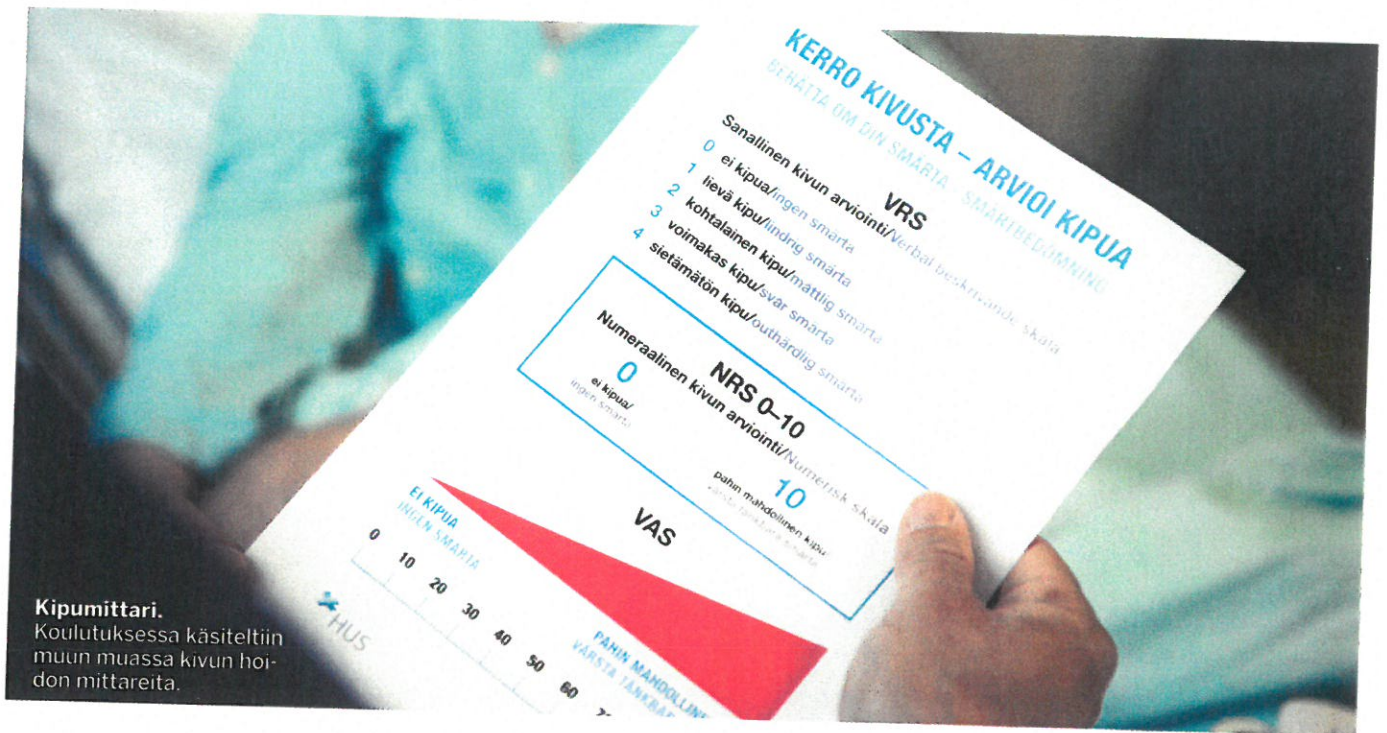 KERRO KIVUSTA – ARVIOI KIPUA
BERÄTTA OM DIN SMÄRTA - SMÄRTBEDÖMNING
VRS
Sanallinen kivun arviointi/Verbal beskrivande skala
0 ei kipua/ingen smärta
1 lievä kipu/lindrig smärta
2 kohtalainen kipu/måttlig smärta
3 voimakas kipu/svår smärta
4 sietämätön kipu/outhärdlig smärta
NRS 0–10
Numeraalinen kivun arviointi/Numerisk skala
0 10
ei kipua/ pahin mahdollinen kipu/
ingen smärta värsta tänkbara smärta
VAS
EI KIPUA PAHIN MAHDOLLINE
INGEN SMÄRTA VÄRSTA TÄNKBAR
0 10 20 30 40 50 60
HUS
Kipumittari.
Koulutuksessa käsiteltiin
muun muassa kivun hoi-
don mittareita.